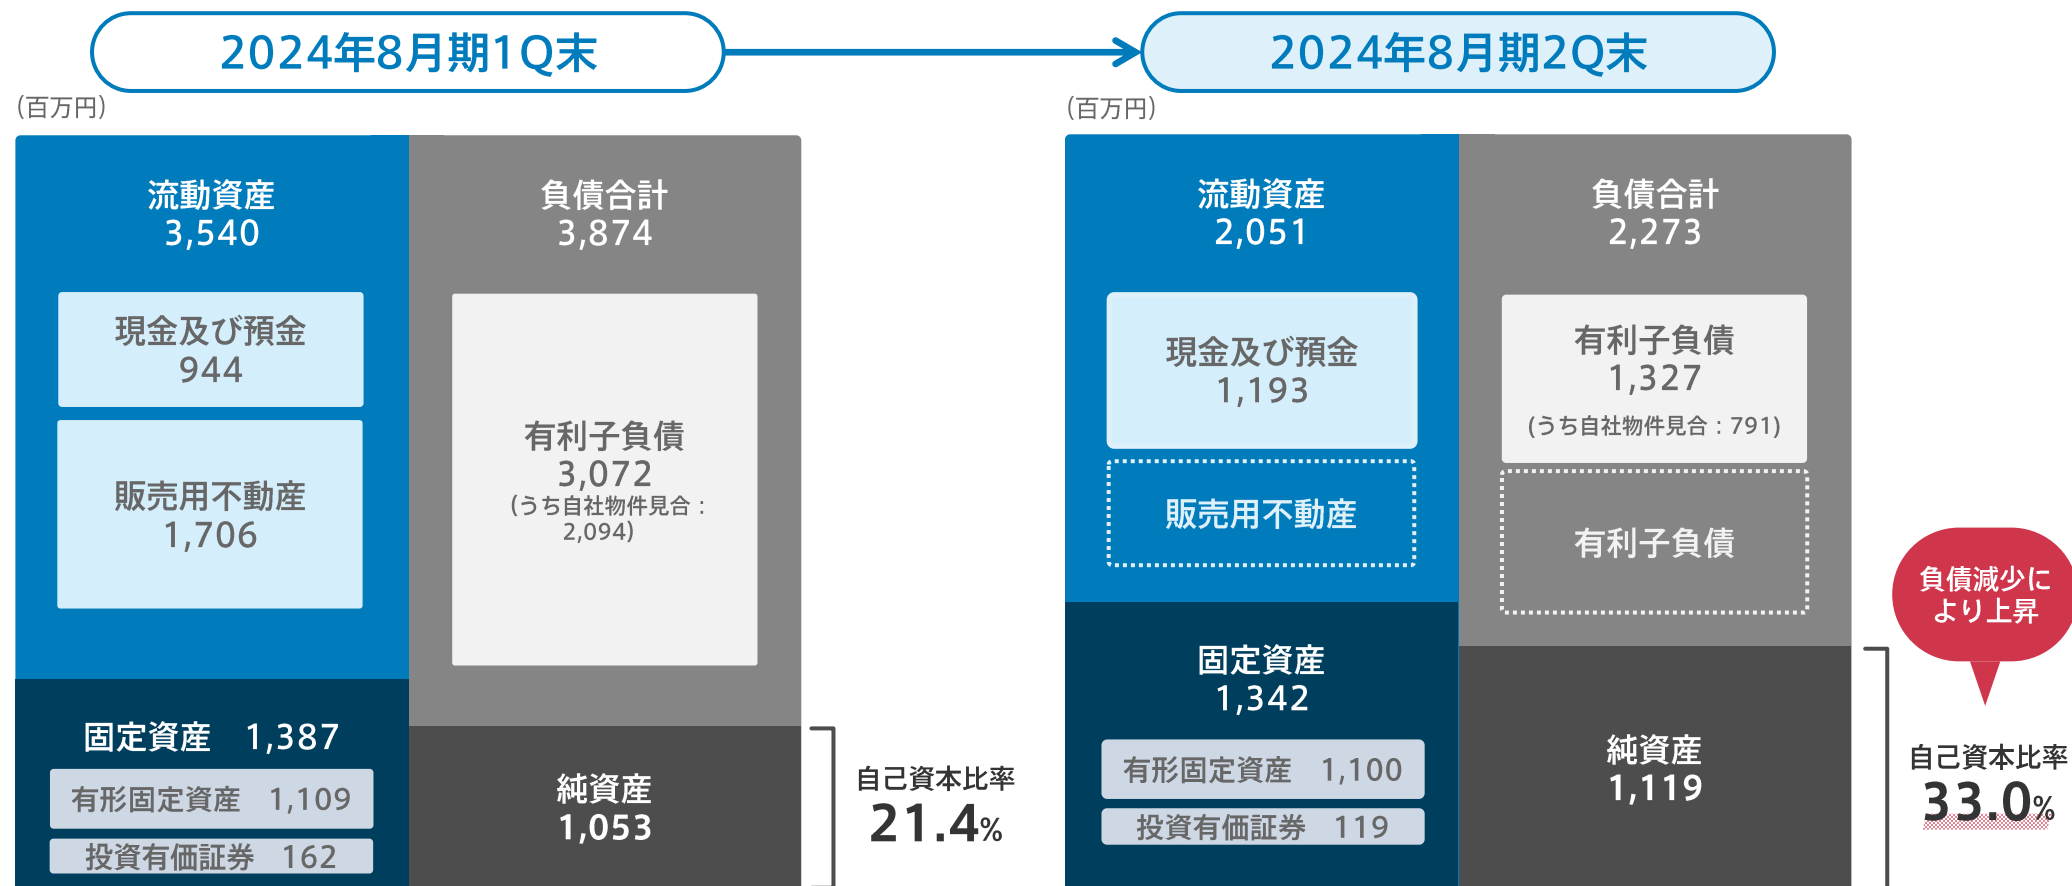 2024年8月期1Q末
(百万円)
流動資産
3,540
現金及び預金
944
販売用不動産
1,706
固定資産　1,387
有形固定資産　1,109
投資有価証券　162
負債合計
3,874
有利子負債
3,072
(うち自社物件見合：
2,094)
純資産
1,053
自己資本比率
21.4%
2024年8月期2Q末
(百万円)
流動資産
2,051
現金及び預金
1,193
販売用不動産
固定資産
1,342
有形固定資産　1,100
投資有価証券　119
負債合計
2,273
有利子負債
1,327
(うち自社物件見合：791)
有利子負債
純資産
1,119
負債減少に
より上昇
自己資本比率
33.0%